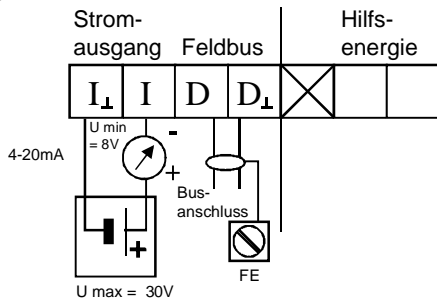 Strom-
ausgang
Feldbus
Hilfs-
energie
I⊥
I
D
D⊥
U min
= 8V
-
4-20mA
+
Bus-
anschluss
+
FE
U max = 30V